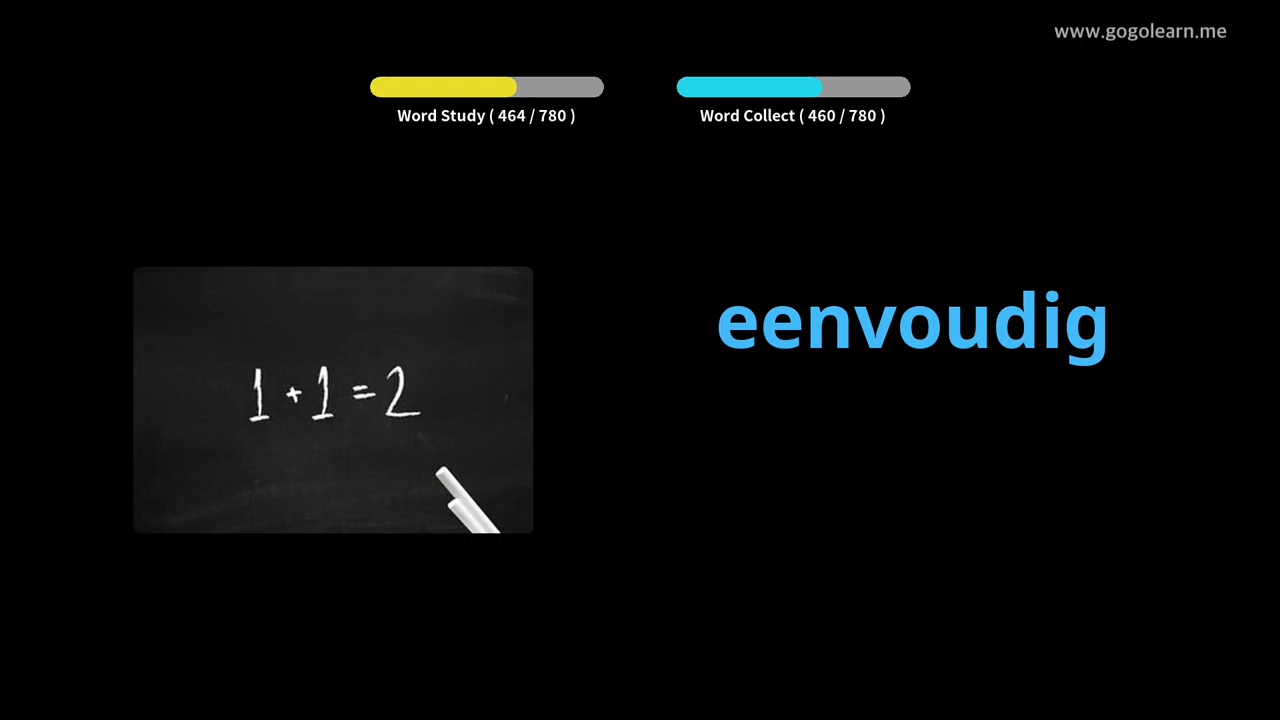 www.gogolearn.me
Word Study ( 464 / 780 )
Word Collect ( 460 / 780 )
eenvoudig
1 + 1 = 2